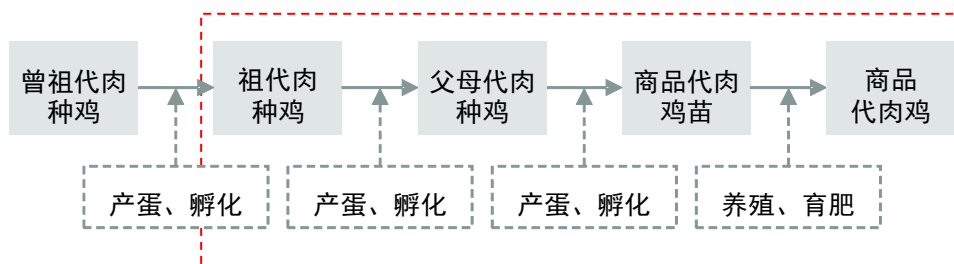 曾祖代肉
种鸡
祖代肉
种鸡
父母代肉
种鸡
商品代肉
鸡苗
商品
代肉鸡
产蛋、孵化
产蛋、孵化
产蛋、孵化
养殖、育肥